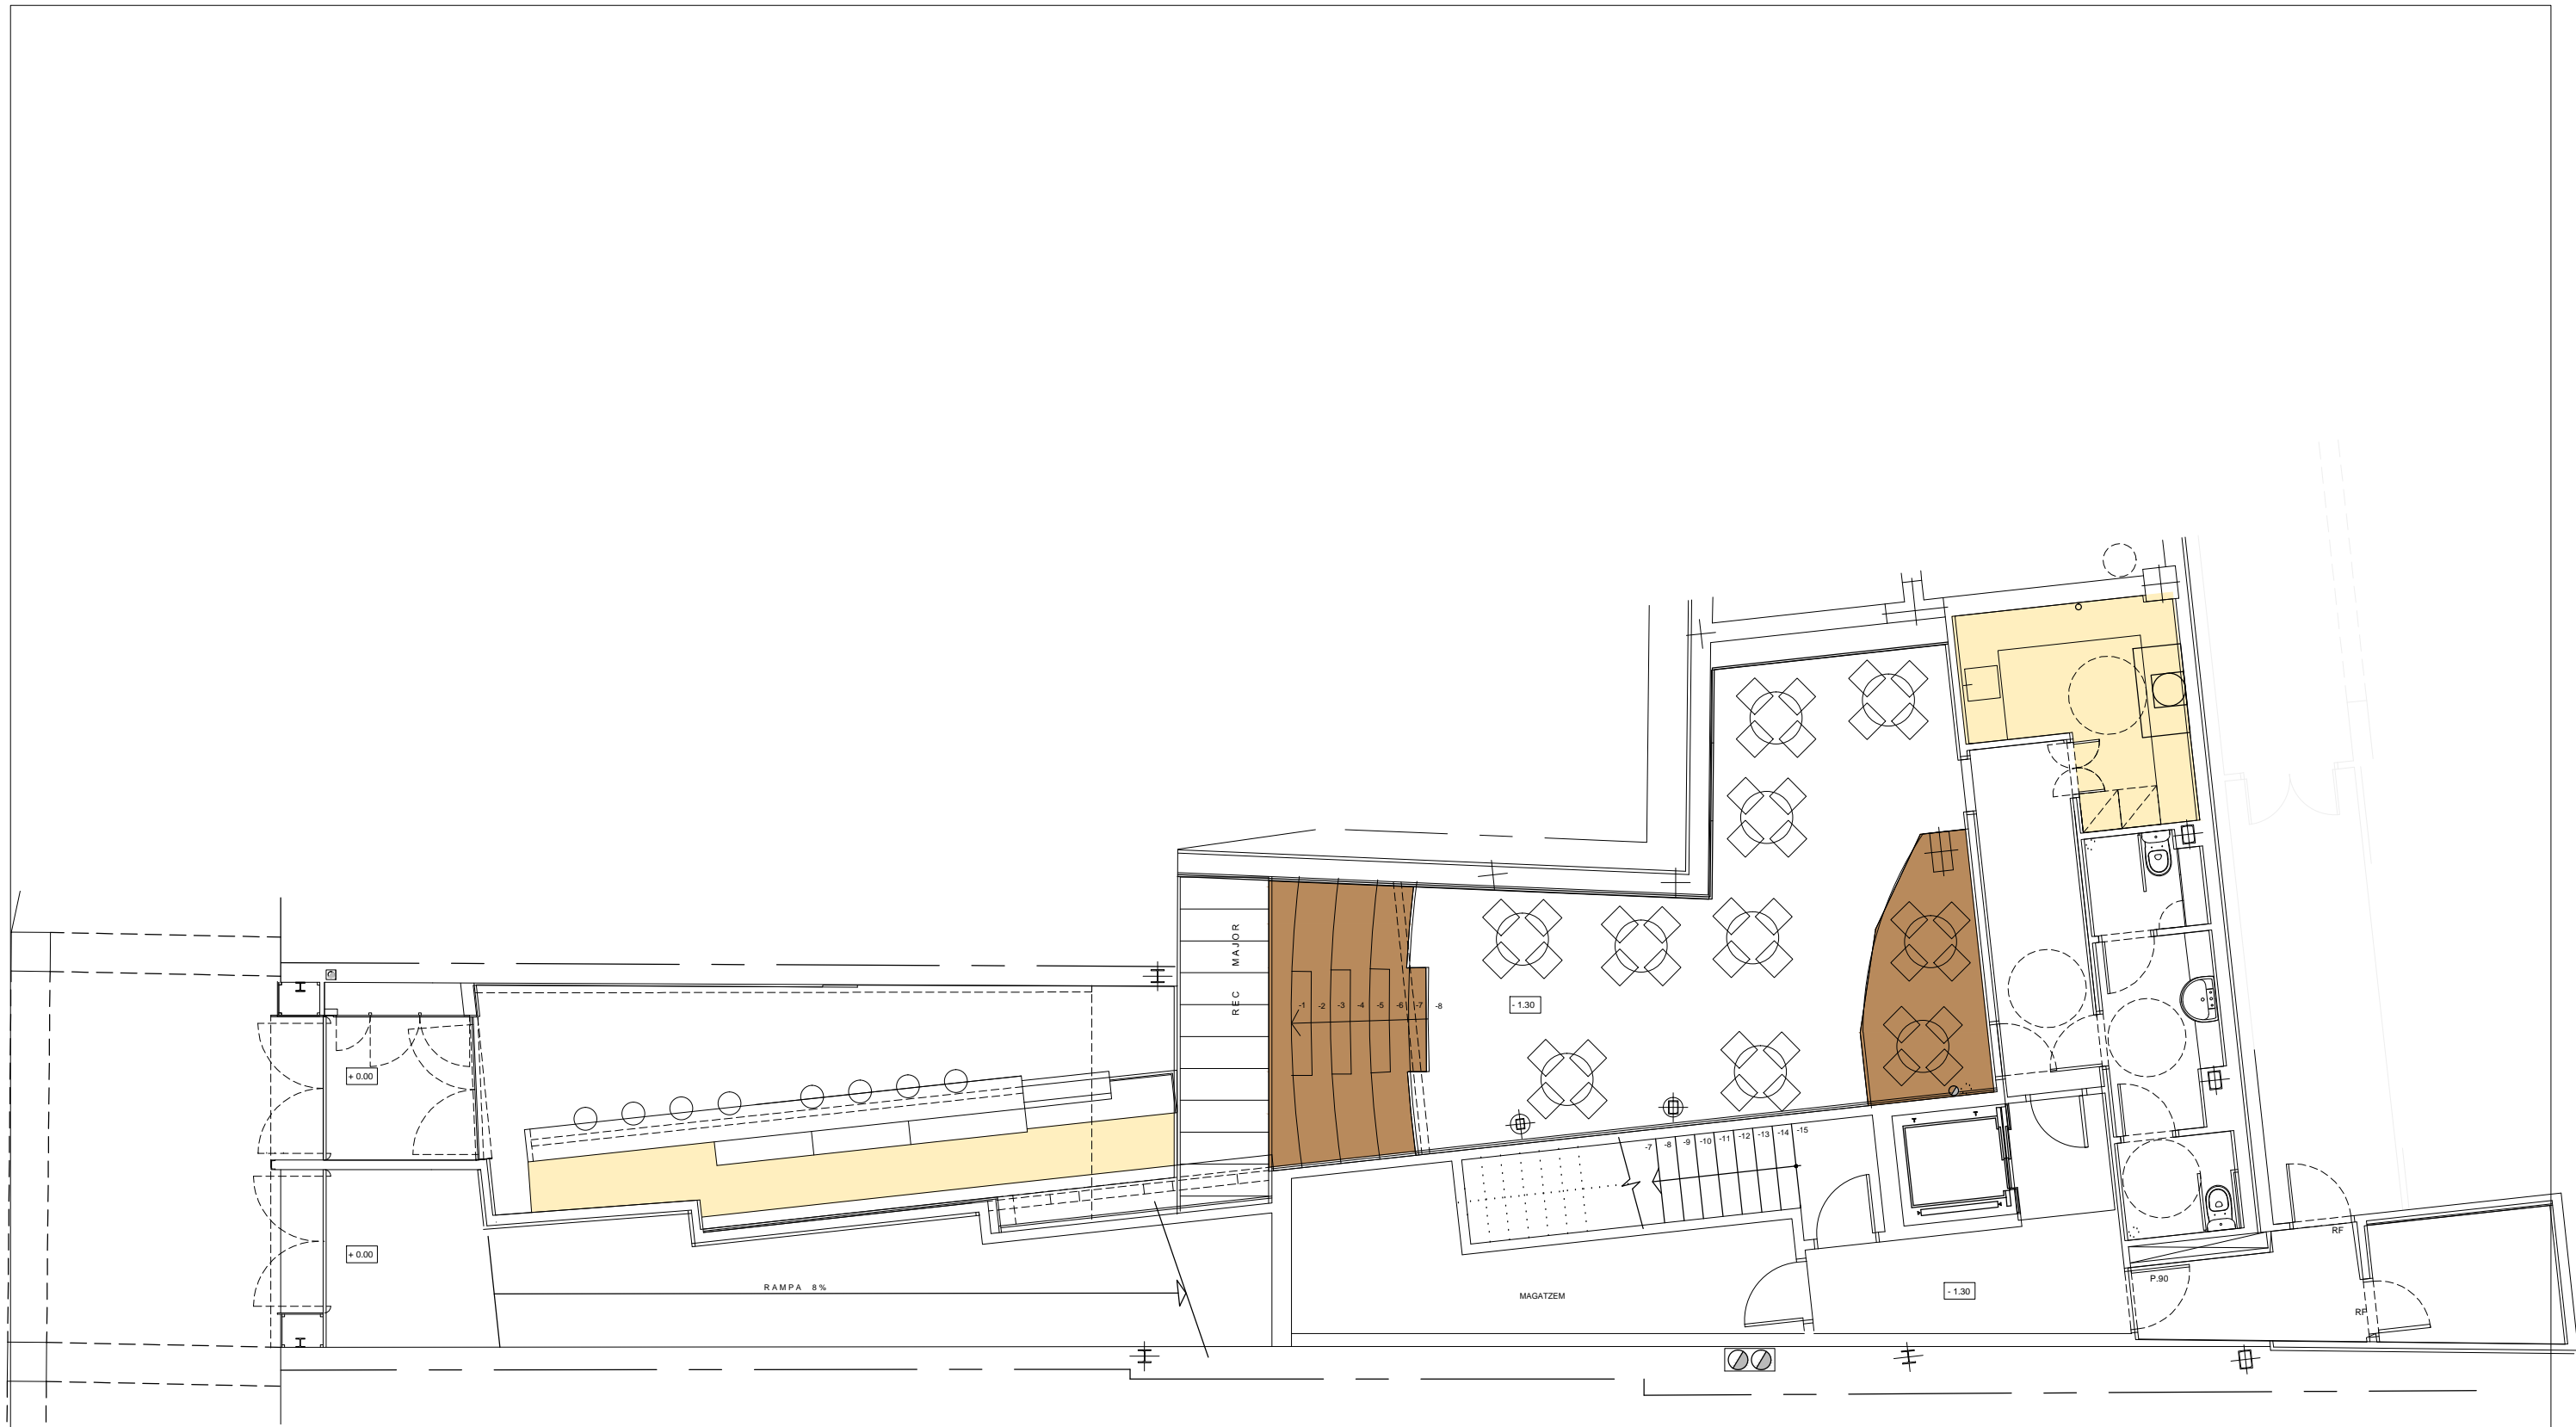 REC MAJOR
-1 -2 -3 -4 -5 -6 -7 -8
- 1.30
+ 0.00
-7 -8 -9 -10 -11 -12 -13 -14 -15
+ 0.00
RAMPA 8%
MAGATZEM
- 1.30
P.90
RF
RF